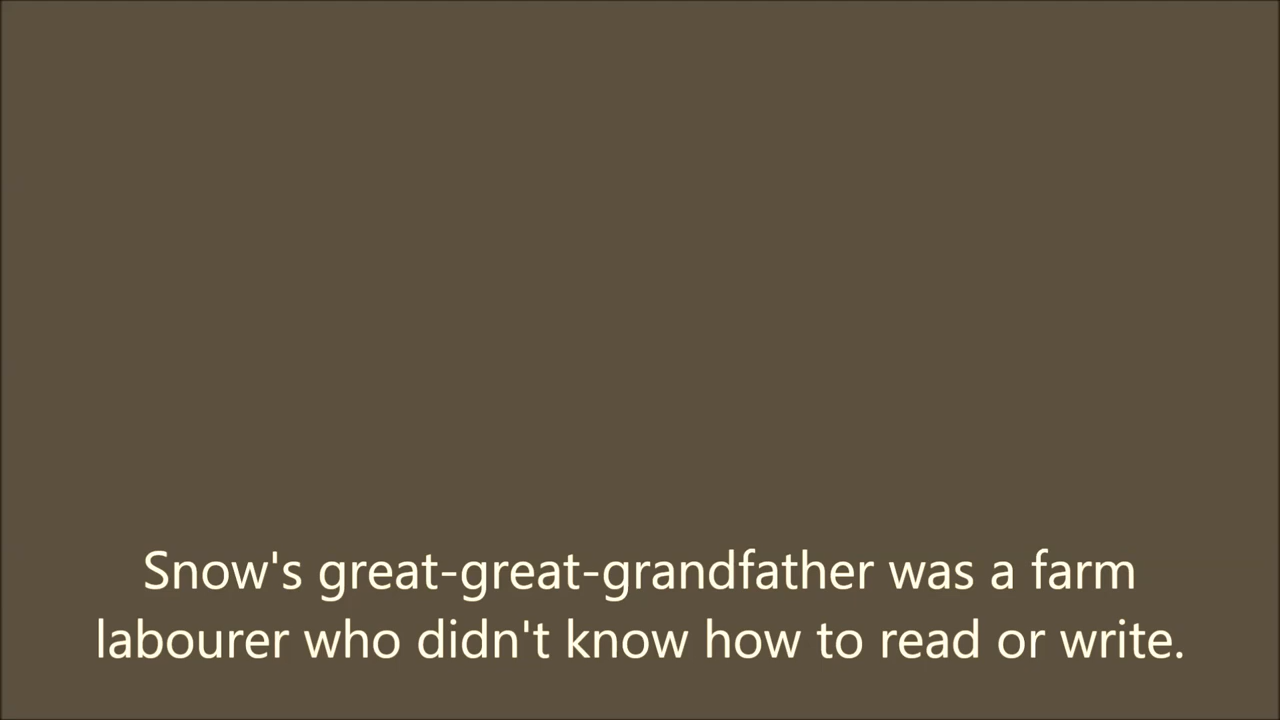 Snow's great-great-grandfather was a farm
labourer who didn't know how to read or write.